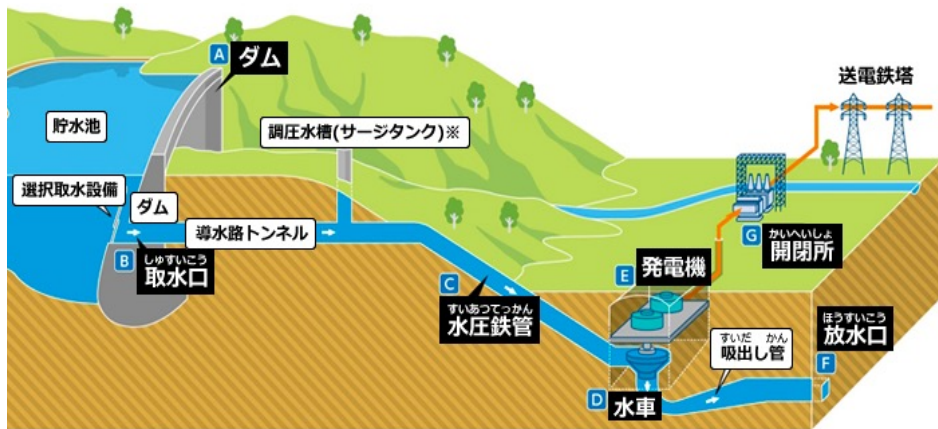 A ダム
送電鉄塔
貯水池
調圧水槽(サージタンク)※
選択取水設備
ダム
導水路トンネル
B しゅすいこう
取水口
G かいへいしょ
開閉所
E 発電機
C
すいあつてっかん
水圧鉄管
ほうすいこう
放水口
すいだ かん
吸出し管
F
D 水車